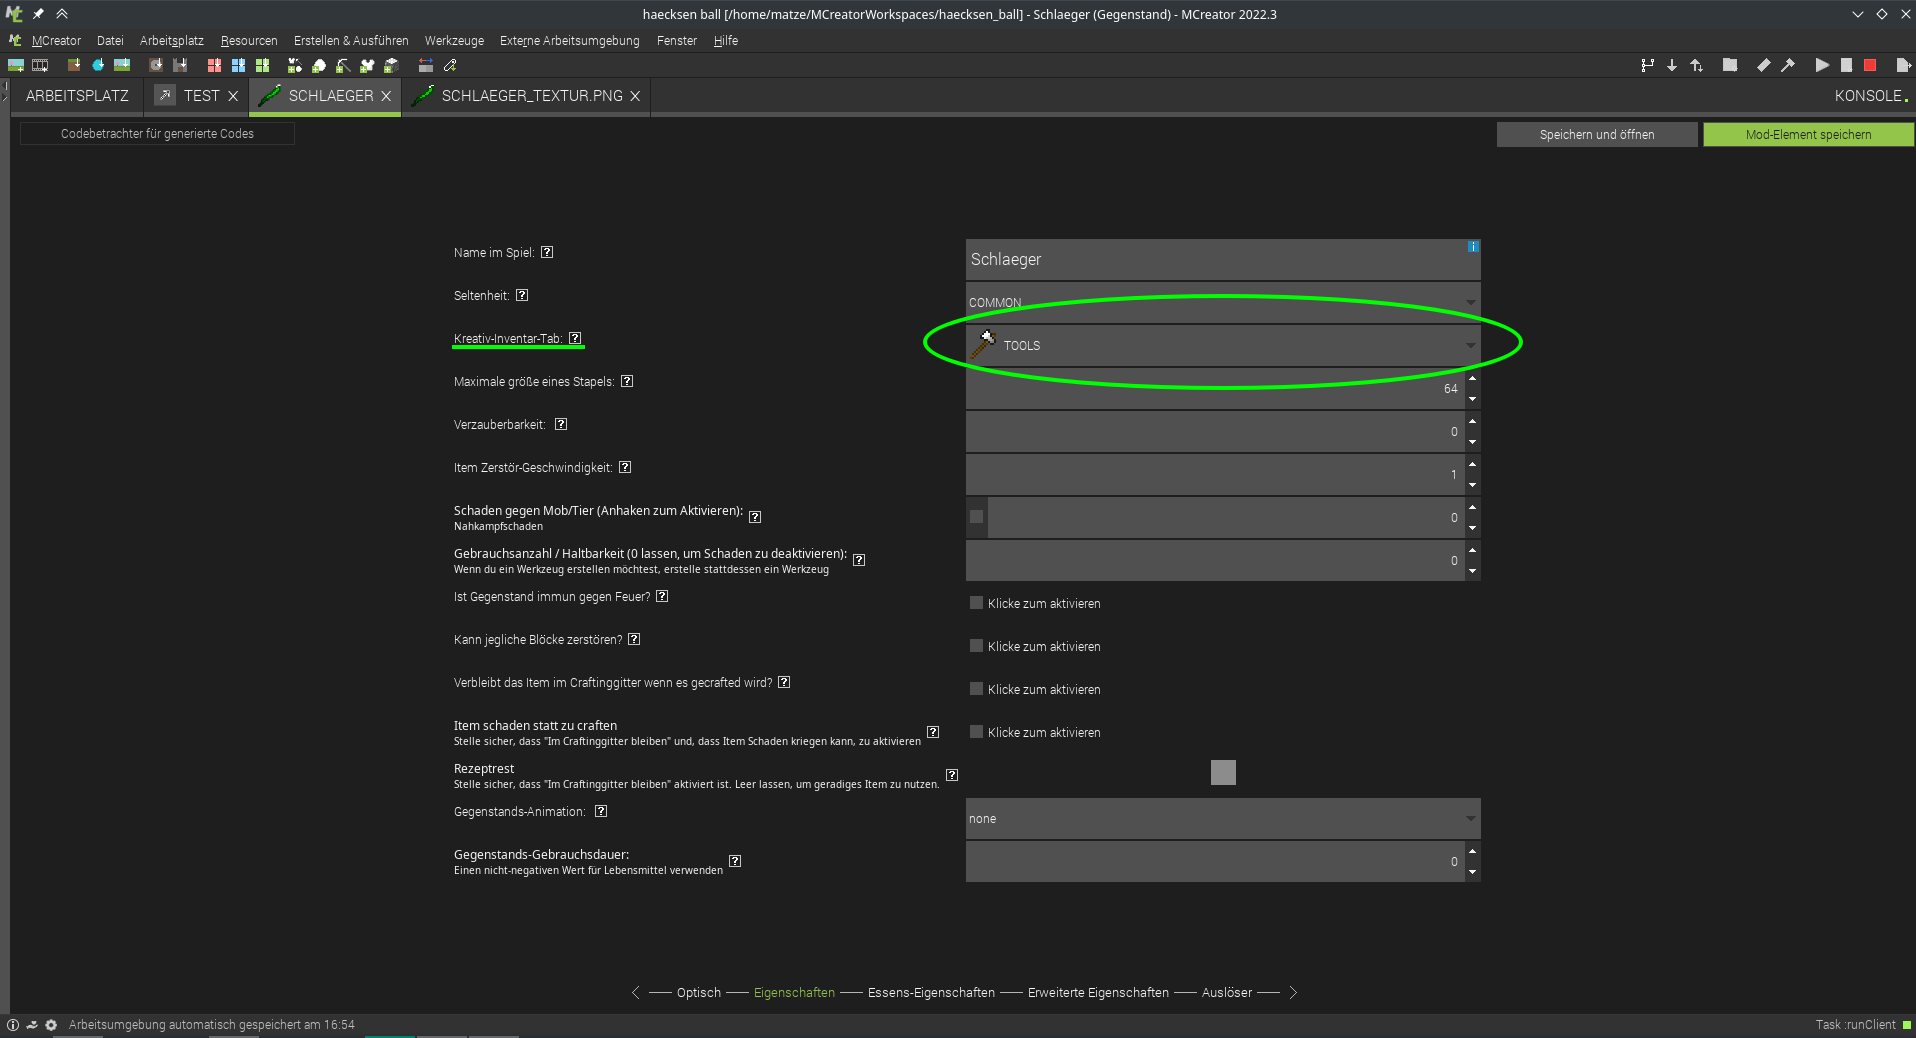 haecksen ball [/home/matze/MCreatorWorkspaces/haecksen_ball] - Schlaeger (Gegenstand) - MCreator 2022.3
MCreator Datei Arbeitsplatz Resourcen Erstellen & Ausführen Werkzeuge Externe Arbeitsumgebung Fenster Hilfe
ARBEITSPLATZ TEST SCHLAEGER SCHLAEGER_TEXTUR.PNG KONSOLE
Codebetrachter für generierte Codes Speichern und öffnen Mod-Element speichern
Name im Spiel: ? Schlaeger i
Seltenheit: ? COMMON
Kreativ-Inventar-Tab: ? TOOLS
Maximale größe eines Stapels: ? 64
Verzauberbarkeit: ? 0
Item Zerstör-Geschwindigkeit: ? 1
Schaden gegen Mob/Tier (Anhaken zum Aktivieren): ? 0
Nahkampfschaden
Gebrauchsanzahl / Haltbarkeit (0 lassen, um Schaden zu deaktivieren): ? 0
Wenn du ein Werkzeug erstellen möchtest, erstelle stattdessen ein Werkzeug
Ist Gegenstand immun gegen Feuer? ? Klicke zum aktivieren
Kann jegliche Blöcke zerstören? ? Klicke zum aktivieren
Verbleibt das Item im Craftinggitter wenn es gecrafted wird? ? Klicke zum aktivieren
Item schaden statt zu craften ? Klicke zum aktivieren
Stelle sicher, dass "Im Craftinggitter bleiben" und, dass Item Schaden kriegen kann, zu aktivieren
Rezeptrest ?
Stelle sicher, dass "Im Craftinggitter bleiben" aktiviert ist. Leer lassen, um geradiges Item zu nutzen.
Gegenstands-Animation: ? none
Gegenstands-Gebrauchsdauer: ? 0
Einen nicht-negativen Wert für Lebensmittel verwenden
Optisch Eigenschaften Essens-Eigenschaften Erweiterte Eigenschaften Auslöser
Arbeitsumgebung automatisch gespeichert am 16:54 Task :runClient